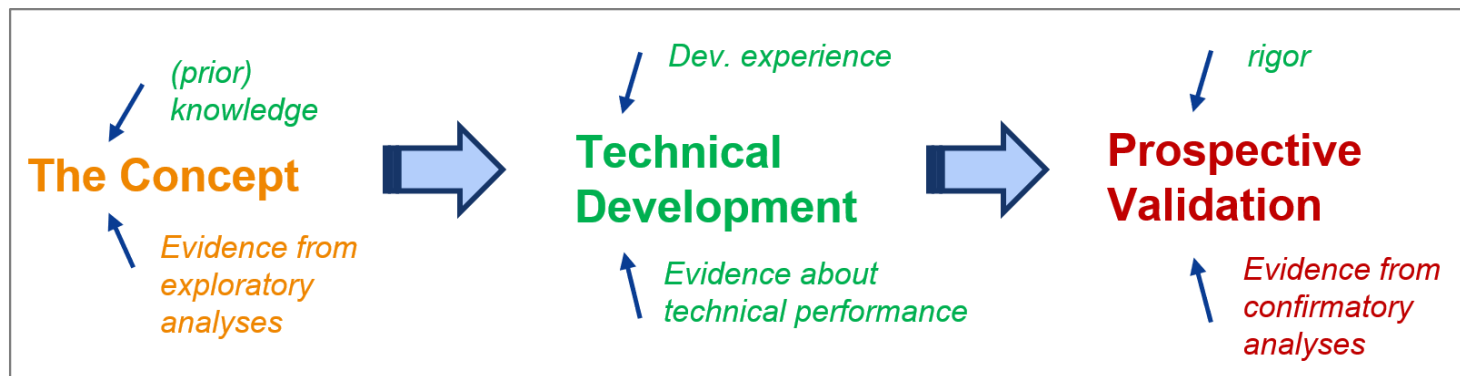 (prior)
knowledge
The Concept
Evidence from
exploratory
analyses
Dev. experience
Technical
Development
Evidence about
technical performance
rigor
Prospective
Validation
Evidence from
confirmatory
analyses